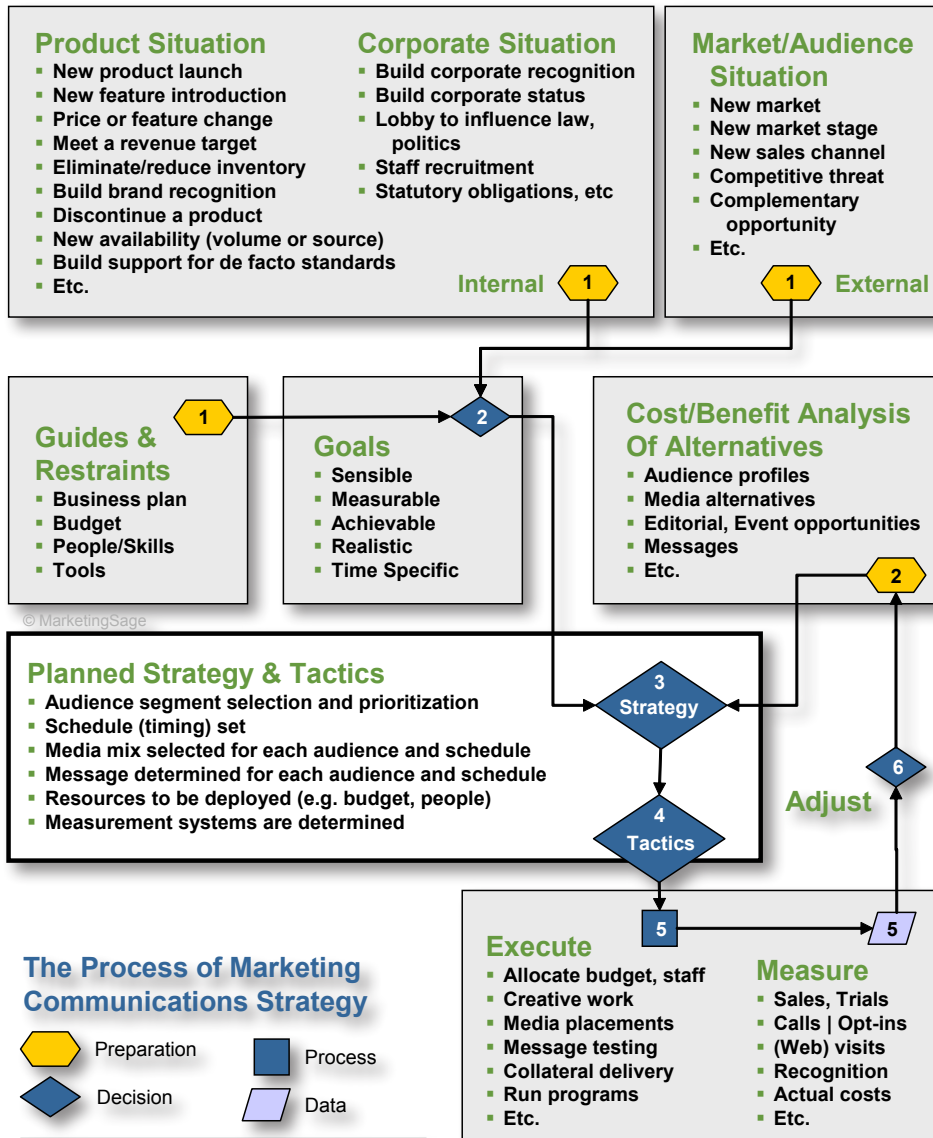 Product Situation
New product launch
New feature introduction
Price or feature change
Meet a revenue target
Eliminate/reduce inventory
Build brand recognition
Discontinue a product
New availability (volume or source)
Build support for de facto standards
Etc.
Corporate Situation
Build corporate recognition
Build corporate status
Lobby to influence law,
politics
Staff recruitment
Statutory obligations, etc
Internal
1
Market/Audience
Situation
New market
New market stage
New sales channel
Competitive threat
Complementary
opportunity
Etc.
1
External
1
Guides &
Restraints
Business plan
Budget
People/Skills
Tools
2
Goals
Sensible
Measurable
Achievable
Realistic
Time Specific
Cost/Benefit Analysis
Of Alternatives
Audience profiles
Media alternatives
Editorial, Event opportunities
Messages
Etc.
2
© MarketingSage
Planned Strategy & Tactics
Audience segment selection and prioritization
Schedule (timing) set
Media mix selected for each audience and schedule
Message determined for each audience and schedule
Resources to be deployed (e.g. budget, people)
Measurement systems are determined
3
Strategy
4
Tactics
6
Adjust
5
Execute
Allocate budget, staff
Creative work
Media placements
Message testing
Collateral delivery
Run programs
Etc.
5
Measure
Sales, Trials
Calls | Opt-ins
(Web) visits
Recognition
Actual costs
Etc.
The Process of Marketing
Communications Strategy
Preparation
Process
Decision
Data